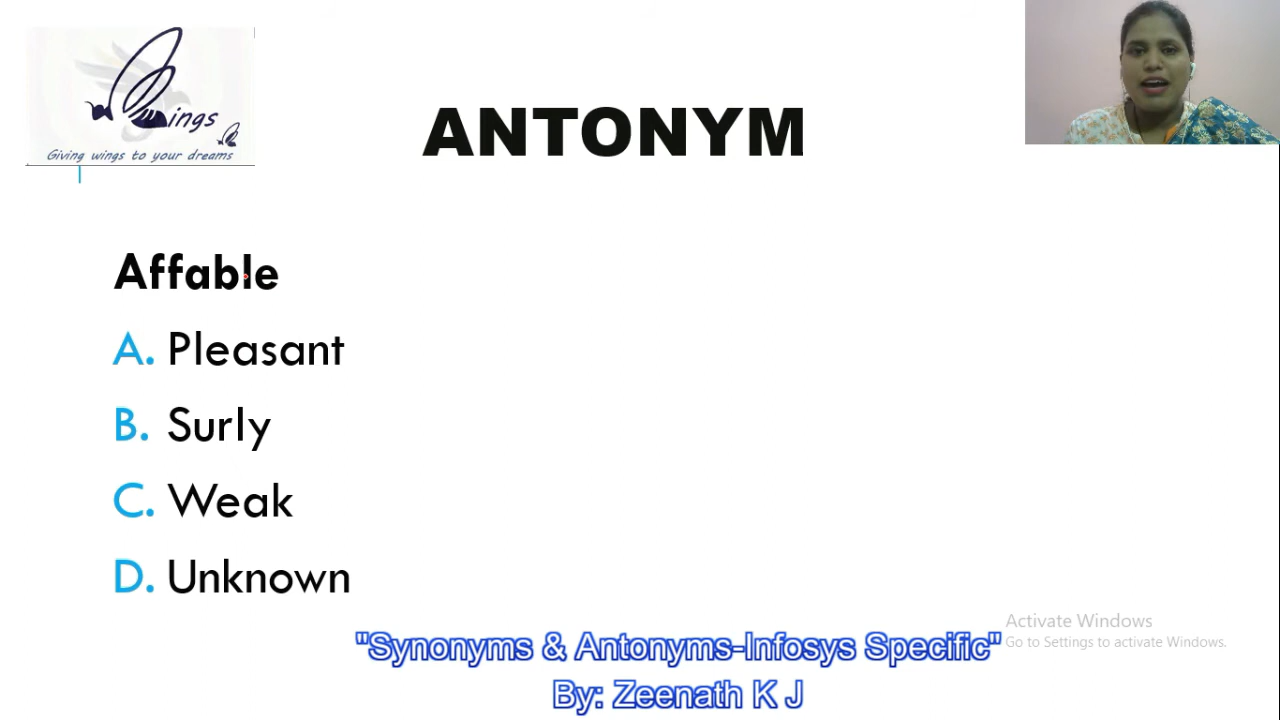 Wings
Giving wings to your dreams
ANTONYM
Affable
A. Pleasant
B. Surly
C. Weak
D. Unknown
Activate Windows
Go to Settings to activate Windows.
"Synonyms & Antonyms-Infosys Specific"
By: Zeenath K J